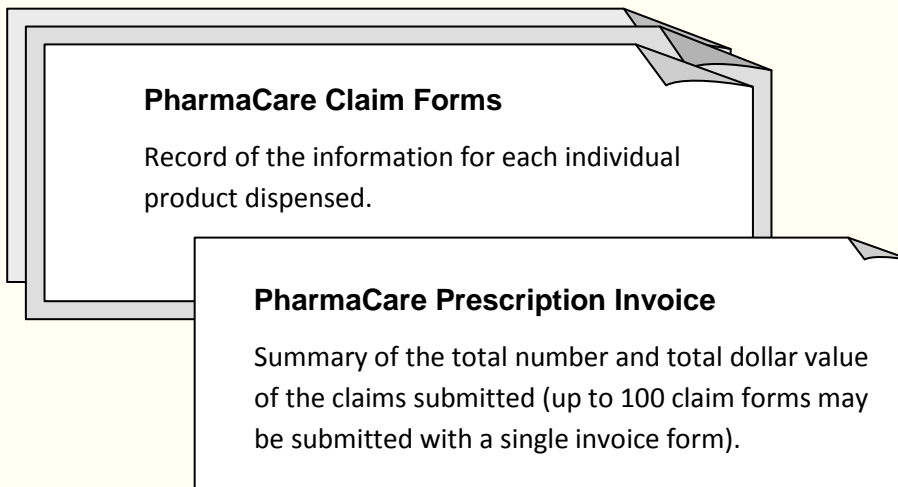 PharmaCare Claim Forms
Record of the information for each individual
product dispensed.
PharmaCare Prescription Invoice
Summary of the total number and total dollar value
of the claims submitted (up to 100 claim forms may
be submitted with a single invoice form).